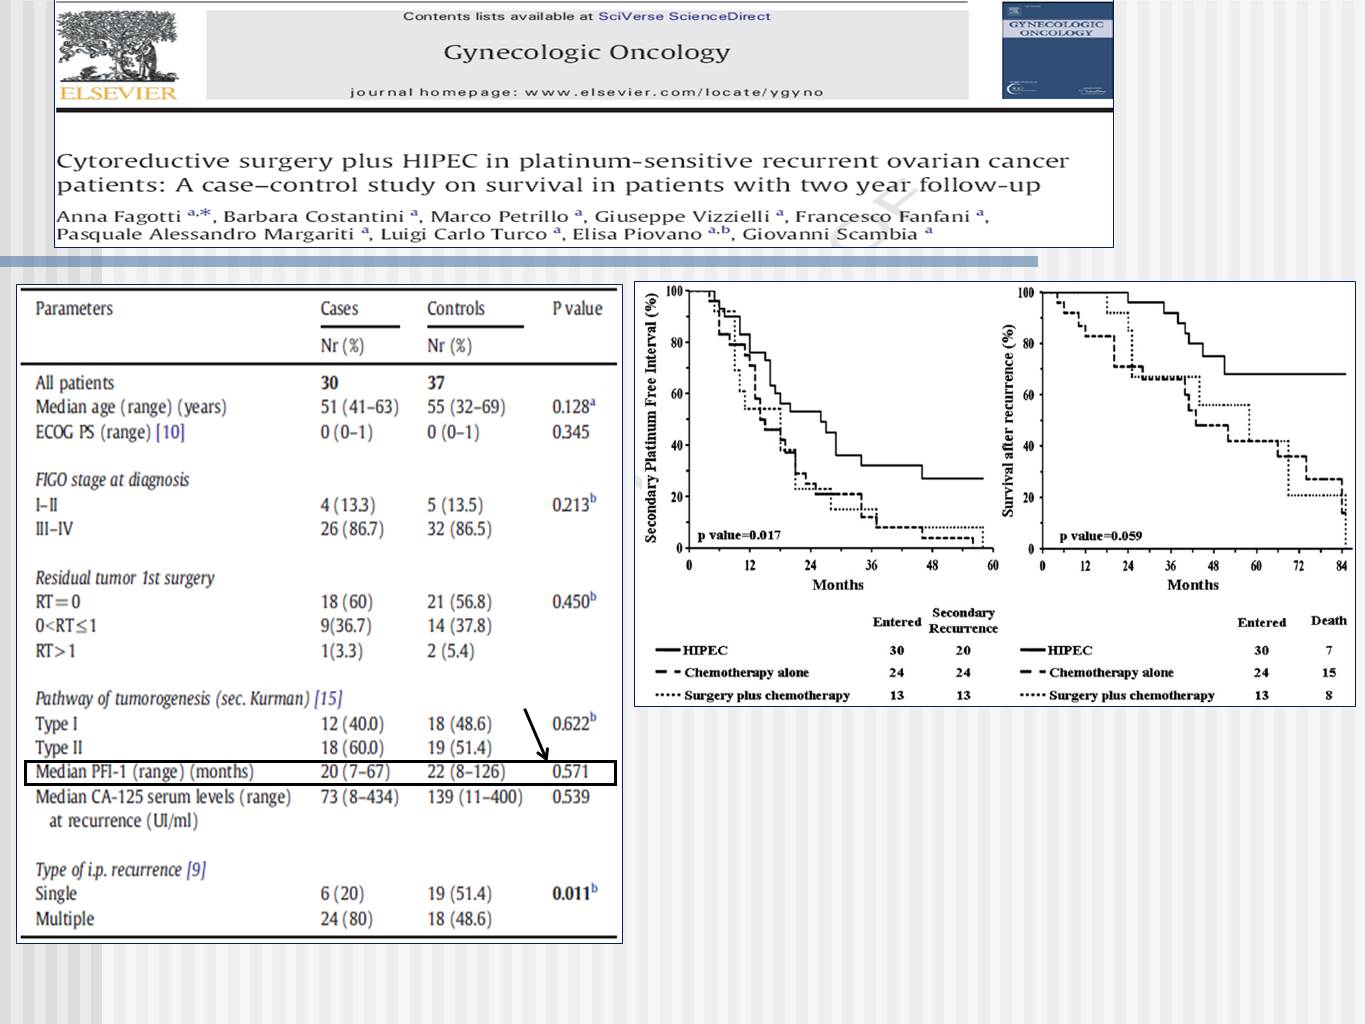 Contents lists available at SciVerse ScienceDirect
Gynecologic Oncology
journal homepage: www.elsevier.com/locate/ygyno
ELSEVIER
GYNECOLOGIC
ONCOLOGY
Cytoreductive surgery plus HIPEC in platinum-sensitive recurrent ovarian cancer
patients: A case–control study on survival in patients with two year follow-up
Anna Fagotti a,*, Barbara Costantini a, Marco Petrillo a, Giuseppe Vizzielli a, Francesco Fanfani a,
Pasquale Alessandro Margariti a, Luigi Carlo Turco a, Elisa Piovano a,b, Giovanni Scambia a
Parameters Cases Controls P value
Nr (%) Nr (%)
All patients 30 37
Median age (range) (years) 51 (41–63) 55 (32–69) 0.128a
ECOG PS (range) [10] 0 (0–1) 0 (0–1) 0.345
FIGO stage at diagnosis
I–II 4 (13.3) 5 (13.5) 0.213b
III–IV 26 (86.7) 32 (86.5)
Residual tumor 1st surgery
RT=0 18 (60) 21 (56.8) 0.450b
0<RT≤1 9(36.7) 14 (37.8)
RT>1 1(3.3) 2 (5.4)
Pathway of tumorogenesis (sec. Kurman) [15]
Type I 12 (40.0) 18 (48.6) 0.622b
Type II 18 (60.0) 19 (51.4)
Median PFI-1 (range) (months) 20 (7–67) 22 (8–126) 0.571
Median CA-125 serum levels (range) 73 (8–434) 139 (11–400) 0.539
at recurrence (UI/ml)
Type of i.p. recurrence [9]
Single 6 (20) 19 (51.4) 0.011b
Multiple 24 (80) 18 (48.6)
Secondary Platinum Free Interval (%)
100
80
60
40
20
0
p value=0.017
0 12 24 36 48 60
Months
Entered Secondary
Recurrence
HIPEC 30 20
Chemotherapy alone 24 24
Surgery plus chemotherapy 13 13
Survival after recurrence (%)
100
80
60
40
20
0
p value=0.059
0 12 24 36 48 60 72 84
Months
Entered Death
HIPEC 30 7
Chemotherapy alone 24 15
Surgery plus chemotherapy 13 8